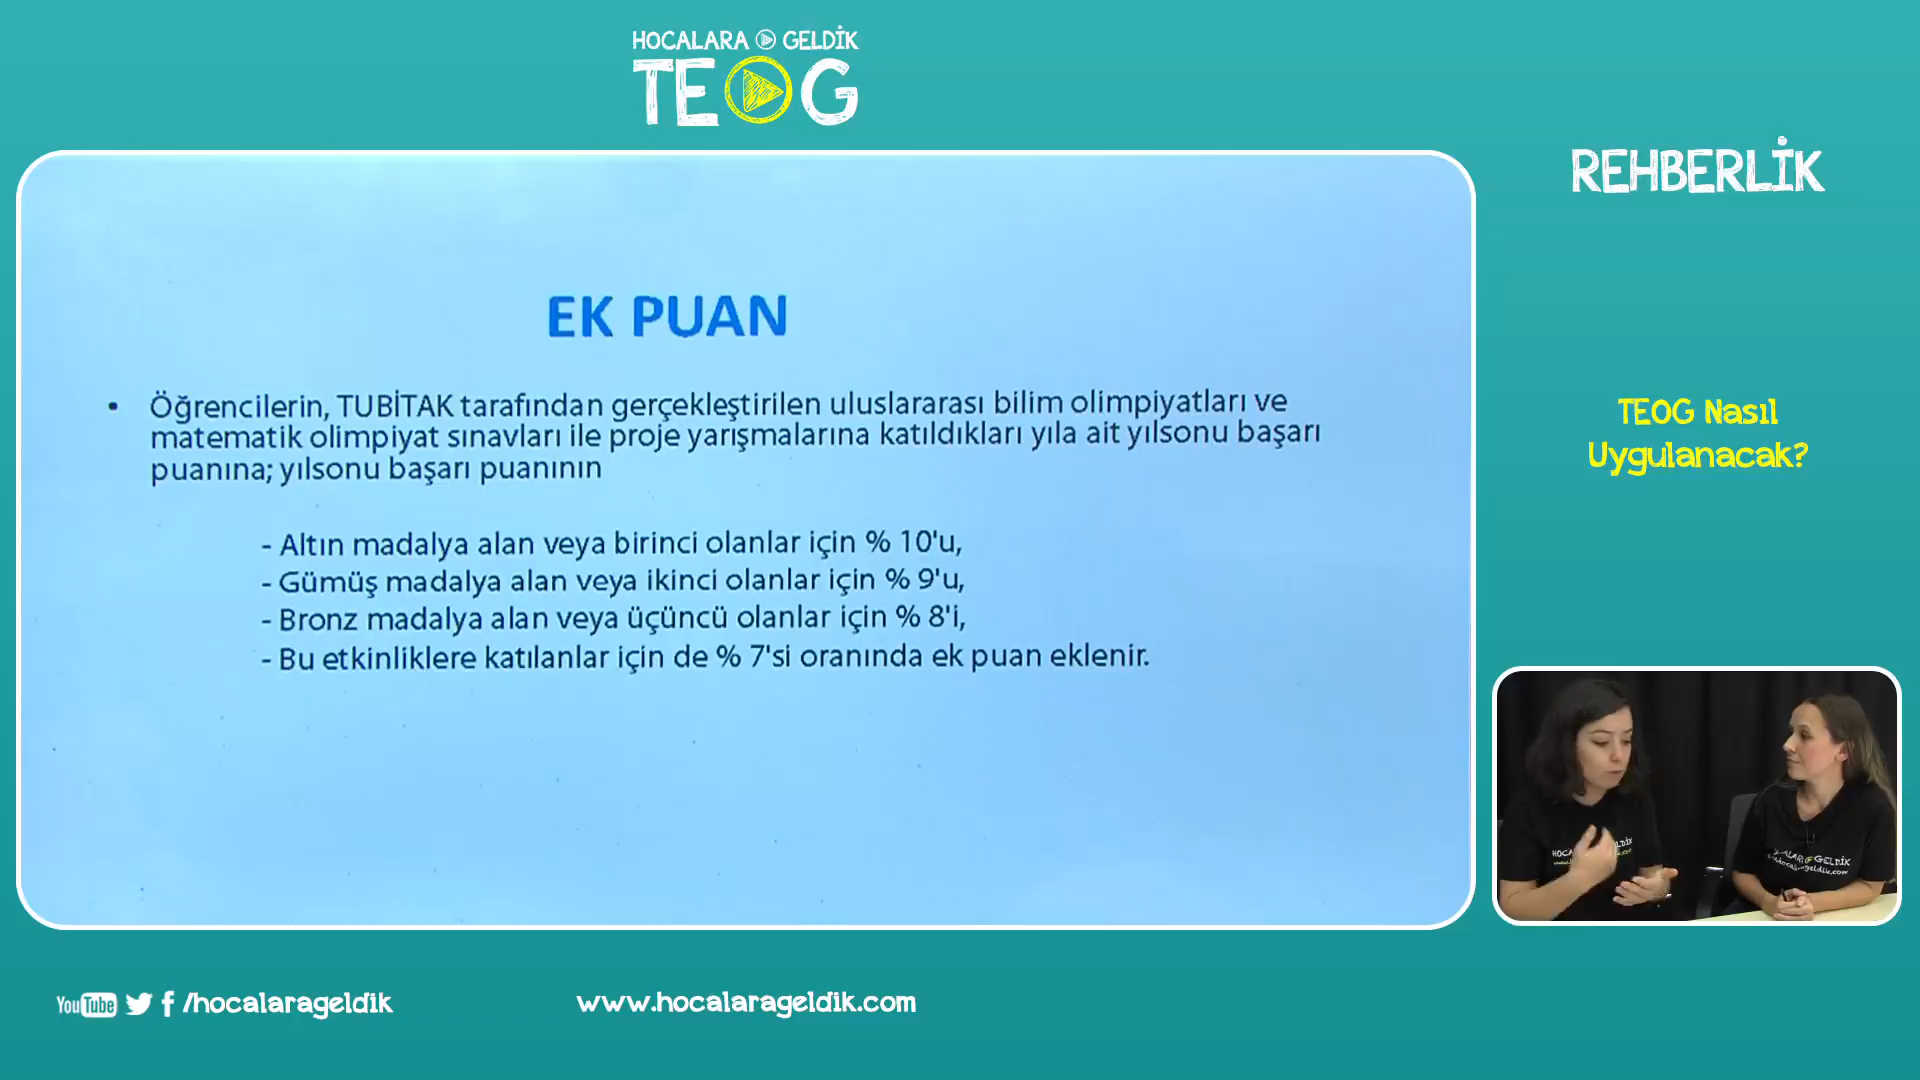 HOCALARA GELDİK
TEOG
REHBERLİK
EK PUAN
• Öğrencilerin, TUBİTAK tarafından gerçekleştirilen uluslararası bilim olimpiyatları ve
matematik olimpiyat sınavları ile proje yarışmalarına katıldıkları yıla ait yılsonu başarı
puanına; yılsonu başarı puanının
- Altın madalya alan veya birinci olanlar için % 10'u,
- Gümüş madalya alan veya ikinci olanlar için % 9'u,
- Bronz madalya alan veya üçüncü olanlar için % 8'i,
- Bu etkinliklere katılanlar için de % 7'si oranında ek puan eklenir.
TEOG Nasıl
Uygulanacak?
GELDİK
YouTube f /hocalarageldik
www.hocalarageldik.com